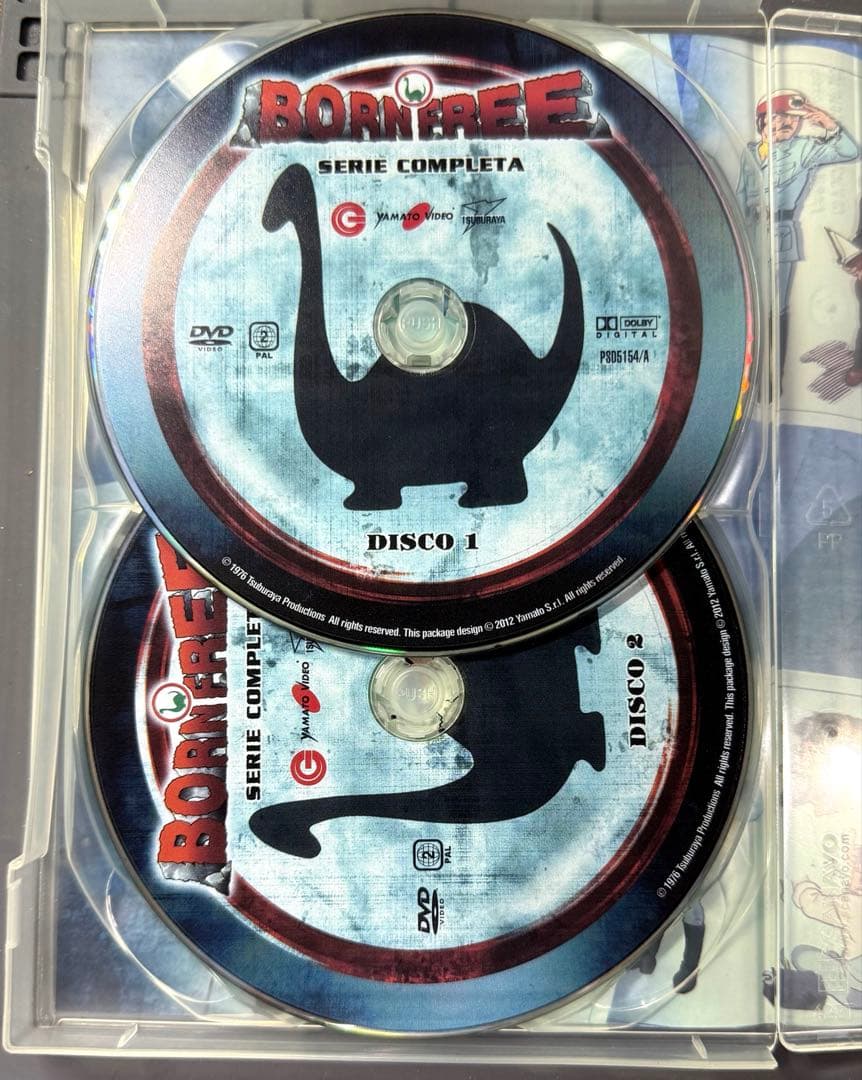 BORN FREE
SERIE COMPLETA
YAMATO VIDEO
TSUBURAYA
PUSH
DVD
VIDEO
2
PAL
DOLBY
DIGITAL
PSD5154/A
DISCO 1
© 1976 Tsuburaya Productions All rights reserved. This package design © 2012 Yamato S.r.l. All rights reserved.
BORN FREE
SERIE COMPLET
YAMATO VIDEO
PUSH
DISCO 2
2
PAL
DVD
VIDEO
© 1976 Tsuburaya Productions All rights reserved. This package design © 2012 Yamato S.r.l. All ri
5
PP